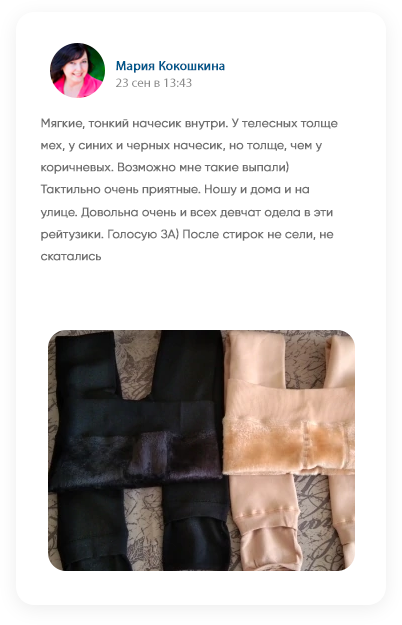 Мария Кокошкина
23 сен в 13:43
Мягкие, тонкий начесик внутри. У телесных толще
мех, у синих и черных начесик, но толще, чем у
коричневых. Возможно мне такие выпали)
Тактильно очень приятные. Ношу и дома и на
улице. Довольна очень и всех девчат одела в эти
рейтузики. Голосую ЗА) После стирок не сели, не
скатались